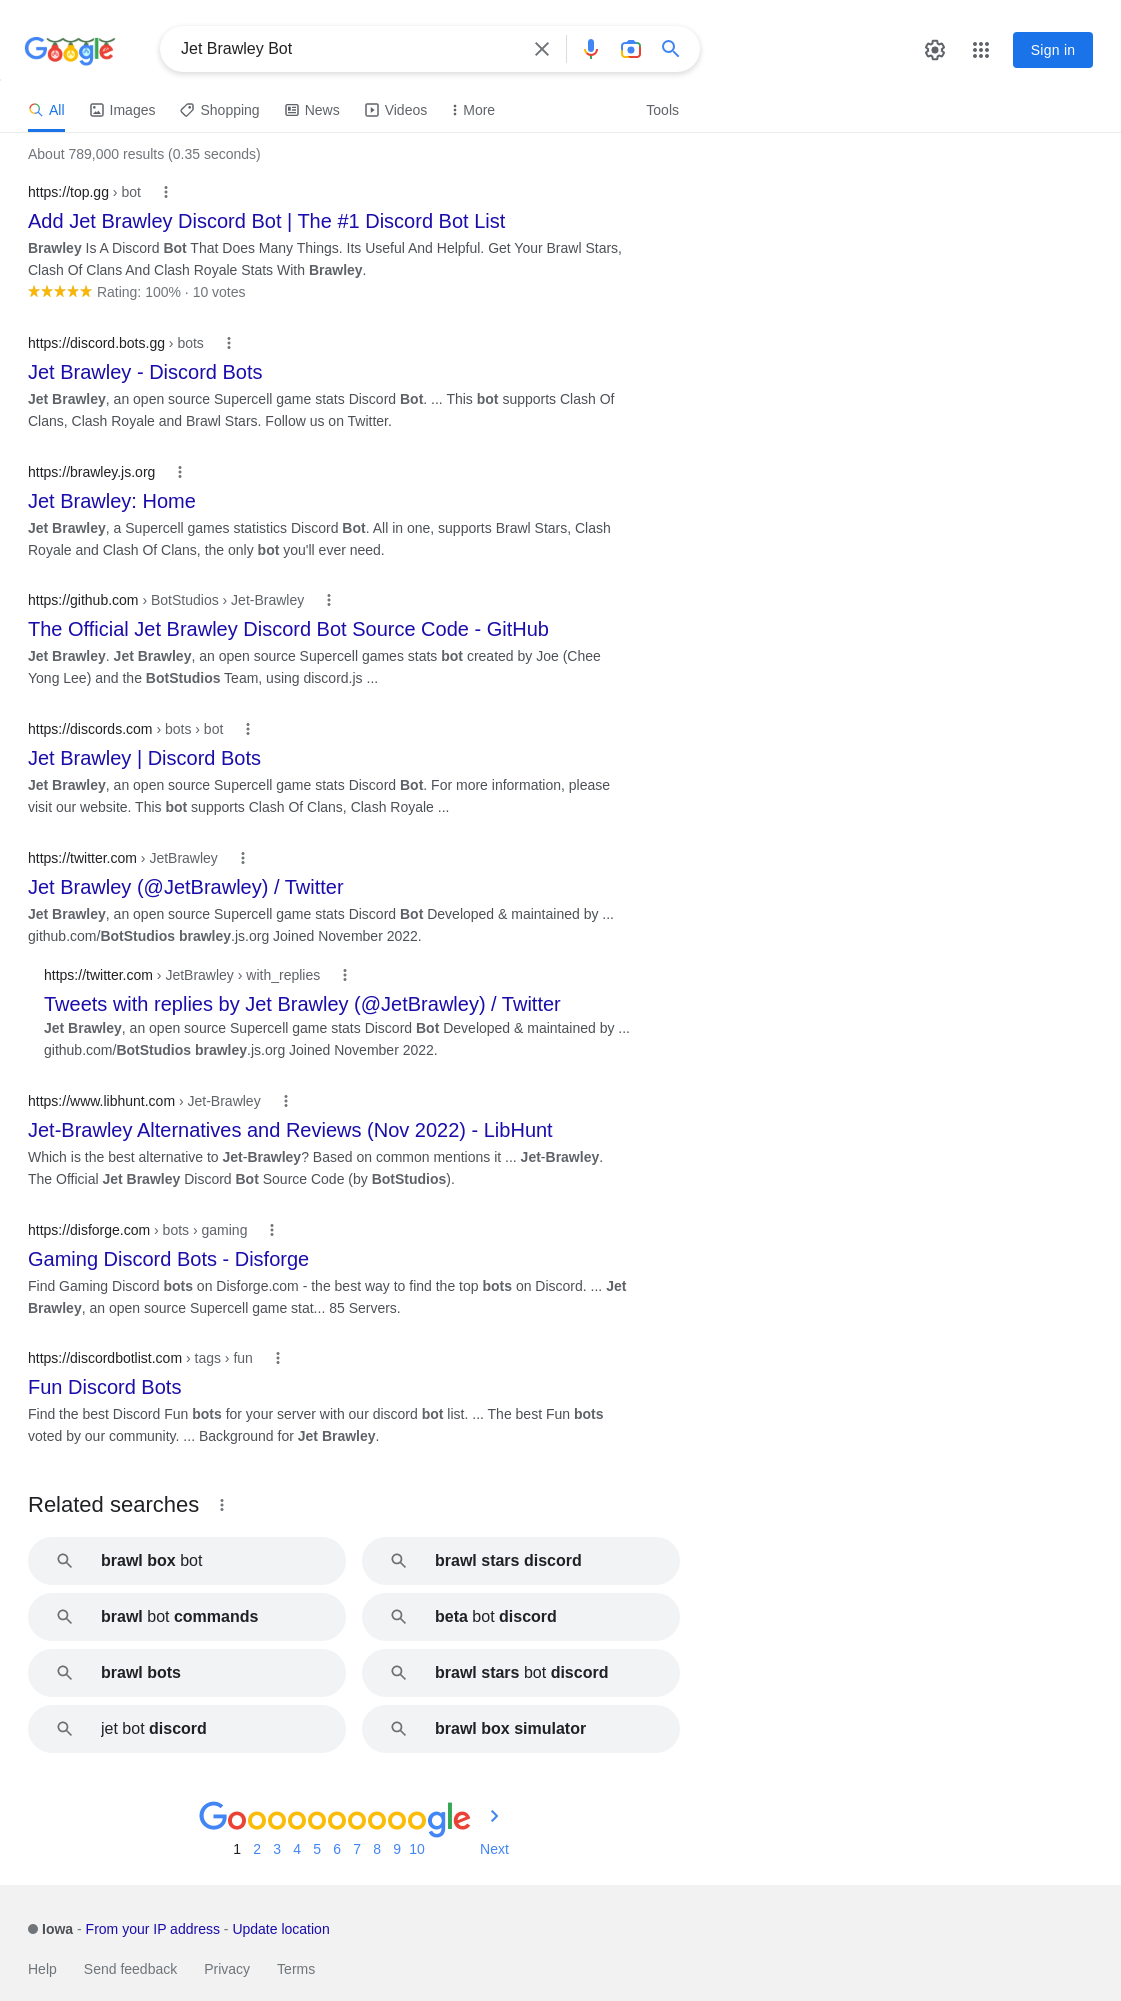 Google
Jet Brawley Bot
Sign in
All Images Shopping News Videos More Tools
About 789,000 results (0.35 seconds)
https://top.gg › bot
Add Jet Brawley Discord Bot | The #1 Discord Bot List
Brawley Is A Discord Bot That Does Many Things. Its Useful And Helpful. Get Your Brawl Stars,
Clash Of Clans And Clash Royale Stats With Brawley.
Rating: 100% · 10 votes
https://discord.bots.gg › bots
Jet Brawley - Discord Bots
Jet Brawley, an open source Supercell game stats Discord Bot. ... This bot supports Clash Of
Clans, Clash Royale and Brawl Stars. Follow us on Twitter.
https://brawley.js.org
Jet Brawley: Home
Jet Brawley, a Supercell games statistics Discord Bot. All in one, supports Brawl Stars, Clash
Royale and Clash Of Clans, the only bot you'll ever need.
https://github.com › BotStudios › Jet-Brawley
The Official Jet Brawley Discord Bot Source Code - GitHub
Jet Brawley. Jet Brawley, an open source Supercell games stats bot created by Joe (Chee
Yong Lee) and the BotStudios Team, using discord.js ...
https://discords.com › bots › bot
Jet Brawley | Discord Bots
Jet Brawley, an open source Supercell game stats Discord Bot. For more information, please
visit our website. This bot supports Clash Of Clans, Clash Royale ...
https://twitter.com › JetBrawley
Jet Brawley (@JetBrawley) / Twitter
Jet Brawley, an open source Supercell game stats Discord Bot Developed & maintained by ...
github.com/BotStudios brawley.js.org Joined November 2022.
https://twitter.com › JetBrawley › with_replies
Tweets with replies by Jet Brawley (@JetBrawley) / Twitter
Jet Brawley, an open source Supercell game stats Discord Bot Developed & maintained by ...
github.com/BotStudios brawley.js.org Joined November 2022.
https://www.libhunt.com › Jet-Brawley
Jet-Brawley Alternatives and Reviews (Nov 2022) - LibHunt
Which is the best alternative to Jet-Brawley? Based on common mentions it ... Jet-Brawley.
The Official Jet Brawley Discord Bot Source Code (by BotStudios).
https://disforge.com › bots › gaming
Gaming Discord Bots - Disforge
Find Gaming Discord bots on Disforge.com - the best way to find the top bots on Discord. ... Jet
Brawley, an open source Supercell game stat... 85 Servers.
https://discordbotlist.com › tags › fun
Fun Discord Bots
Find the best Discord Fun bots for your server with our discord bot list. ... The best Fun bots
voted by our community. ... Background for Jet Brawley.
Related searches
brawl box bot
brawl stars discord
brawl bot commands
beta bot discord
brawl bots
brawl stars bot discord
jet bot discord
brawl box simulator
Goooooooooogle
1 2 3 4 5 6 7 8 9 10 Next
Iowa - From your IP address - Update location
Help Send feedback Privacy Terms